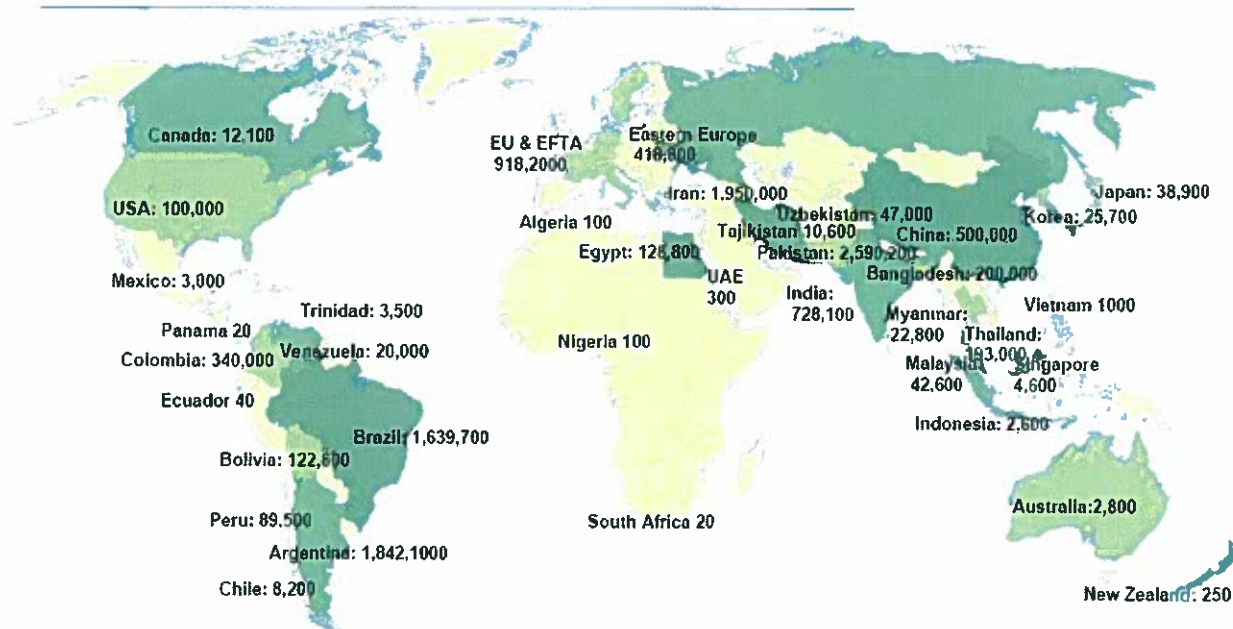 Canada: 12,100
USA: 100,000
Mexico: 3,000
Trinidad: 3,500
Panama 20
Venezuela: 20,000
Colombia: 340,000
Ecuador 40
Brazil: 1,639,700
Bolivia: 122,600
Peru: 89,500
Argentina: 1,842,1000
Chile: 8,200
EU & EFTA
918,2000
Eastern Europe
Iran: 1.950,000
Algeria 100
Egypt: 128,800
UAE
300
Nigeria 100
South Africa 20
Uzbekistan: 47,000
Tajikistan 10,600
China: 500,000
Pakistan: 2,590,200
Bangladesh: 200,000
India:
728,100
Japan: 38,900
Korea: 25,700
Vietnam 1000
Myanmar:
22,800
Thailand:
193,000
Malaysia:
42,600
Singapore
4,600
Indonesia: 2,600
Australia:2,800
New Zealand: 250